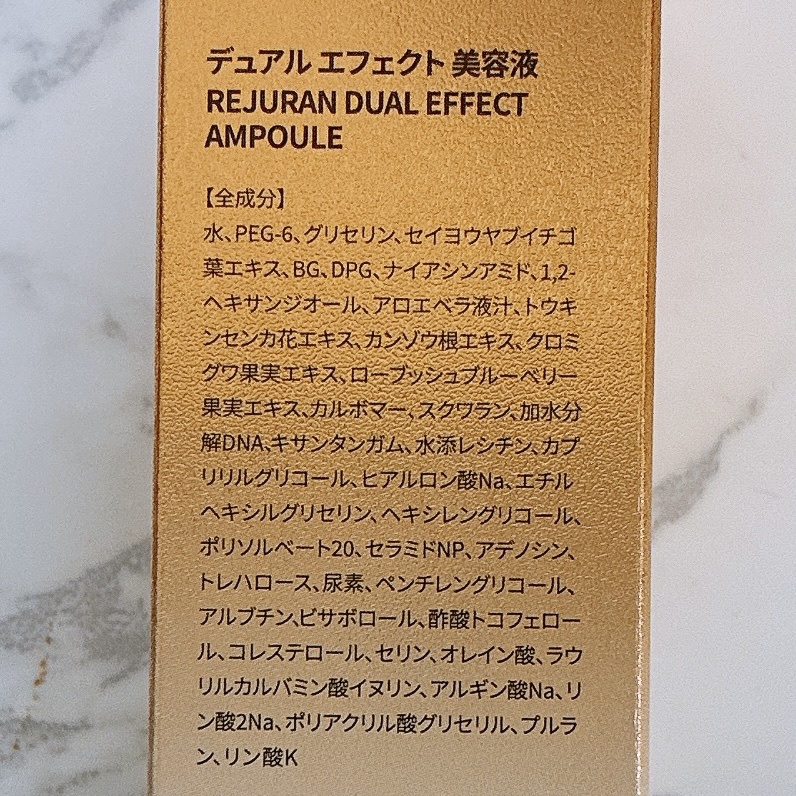 デュアル エフェクト 美容液
REJURAN DUAL EFFECT
AMPOULE
【全成分】
水、PEG-6、グリセリン、セイヨウヤブイチゴ
葉エキス、BG、DPG、ナイアシンアミド、1,2-
ヘキサンジオール、アロエベラ液汁、トウキ
ンセンカ花エキス、カンゾウ根エキス、クロミ
グワ果実エキス、ローブッシュブルーベリー
果実エキス、カルボマー、スクワラン、加水分
解DNA、キサンタンガム、水添レシチン、カプ
リリルグリコール、ヒアルロン酸Na、エチル
ヘキシルグリセリン、ヘキシレングリコール、
ポリソルベート20、セラミドNP、アデノシン、
トレハロース、尿素、ペンチレングリコール、
アルブチン、ビサボロール、酢酸トコフェロー
ル、コレステロール、セリン、オレイン酸、ラウ
リルカルバミン酸イヌリン、アルギン酸Na、リ
ン酸2Na、ポリアクリル酸グリセリル、プルラ
ン、リン酸K